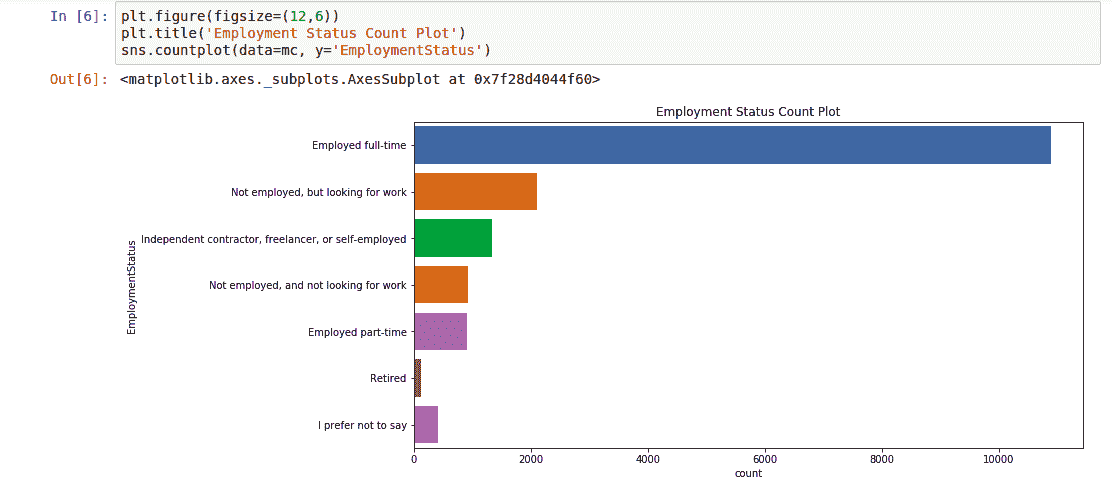 In [6]: plt.figure(figsize=(12,6))
plt.title('Employment Status Count Plot')
sns.countplot(data=mc, y='EmploymentStatus')
Out[6]: <matplotlib.axes._subplots.AxesSubplot at 0x7f28d4044f60>
Employment Status Count Plot
EmploymentStatus
Employed full-time
Not employed, but looking for work
Independent contractor, freelancer, or self-employed
Not employed, and not looking for work
Employed part-time
Retired
I prefer not to say
0 2000 4000 6000 8000 10000
count